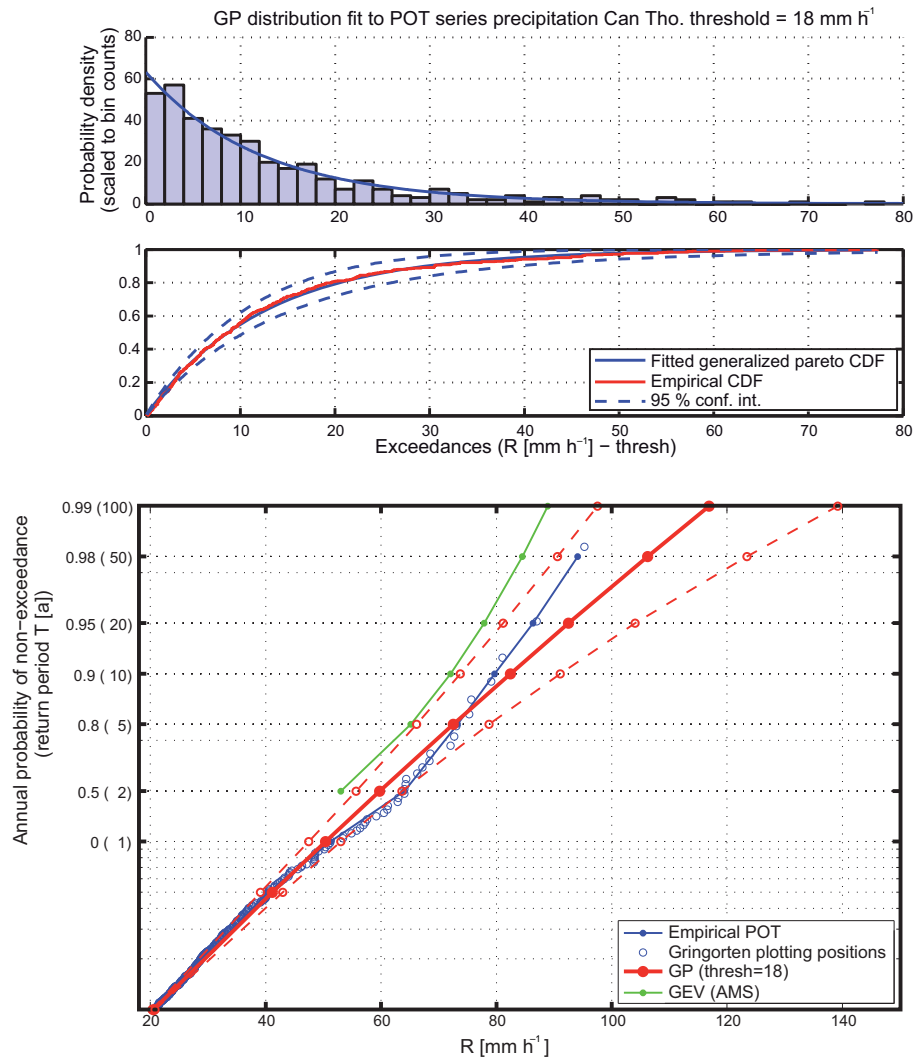 GP distribution fit to POT series precipitation Can Tho. threshold = 18 mm h⁻¹
Probability density
(scaled to bin counts)
80
60
40
20
0
0 10 20 30 40 50 60 70 80
1
0.8
0.6
0.4
0.2
0
Fitted generalized pareto CDF
Empirical CDF
95 % conf. int.
0 10 20 30 40 50 60 70 80
Exceedances (R [mm h⁻¹] − thresh)
Annual probability of non−exceedance
(return period T [a])
0.99 (100)
0.98 ( 50)
0.95 ( 20)
0.9 ( 10)
0.8 ( 5)
0.5 ( 2)
0 ( 1)
Empirical POT
Gringorten plotting positions
GP (thresh=18)
GEV (AMS)
20 40 60 80 100 120 140
R [mm h⁻¹]